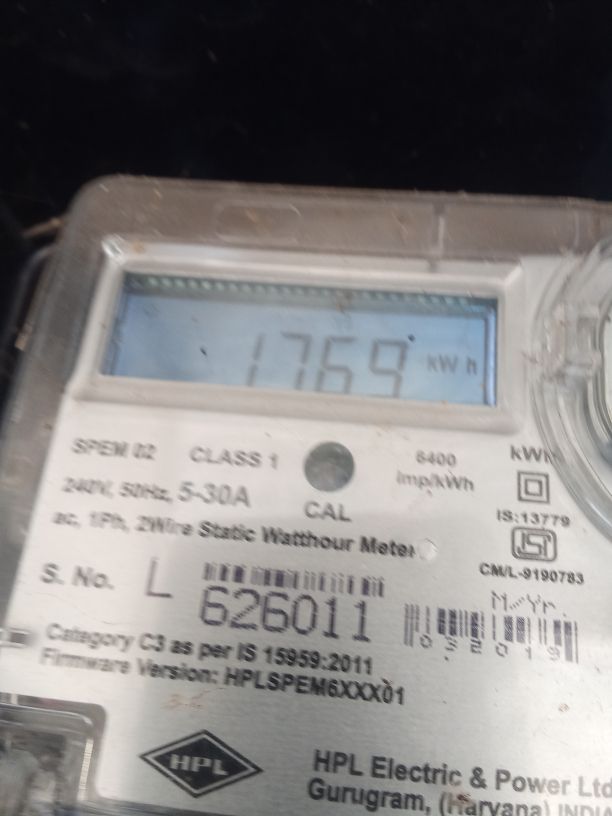 1769 kWh
SPEM 02 CLASS 1 6400 kWh
240V, 50Hz, 5-30A imp/kWh
CAL IS:13779
ac, 1Ph, 2Wire Static Watthour Meter
ISI
CM/L-9190783
S. No. L 626011 M Yr.
032019
Category C3 as per IS 15959:2011
Firmware Version: HPLSPEM6XXX01
HPL HPL Electric & Power Ltd
Gurugram, (Haryana) INDIA